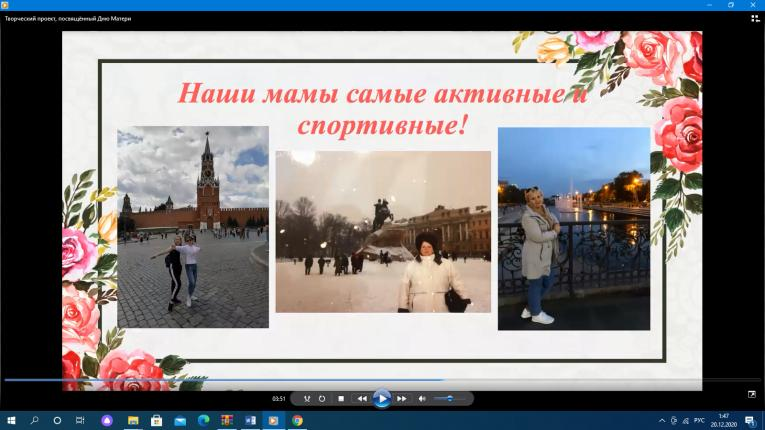 Творческий проект, посвящённый Дню Матери
Наши мамы самые активные и
спортивные!
03:51
РУС
1:47
20.12.2020